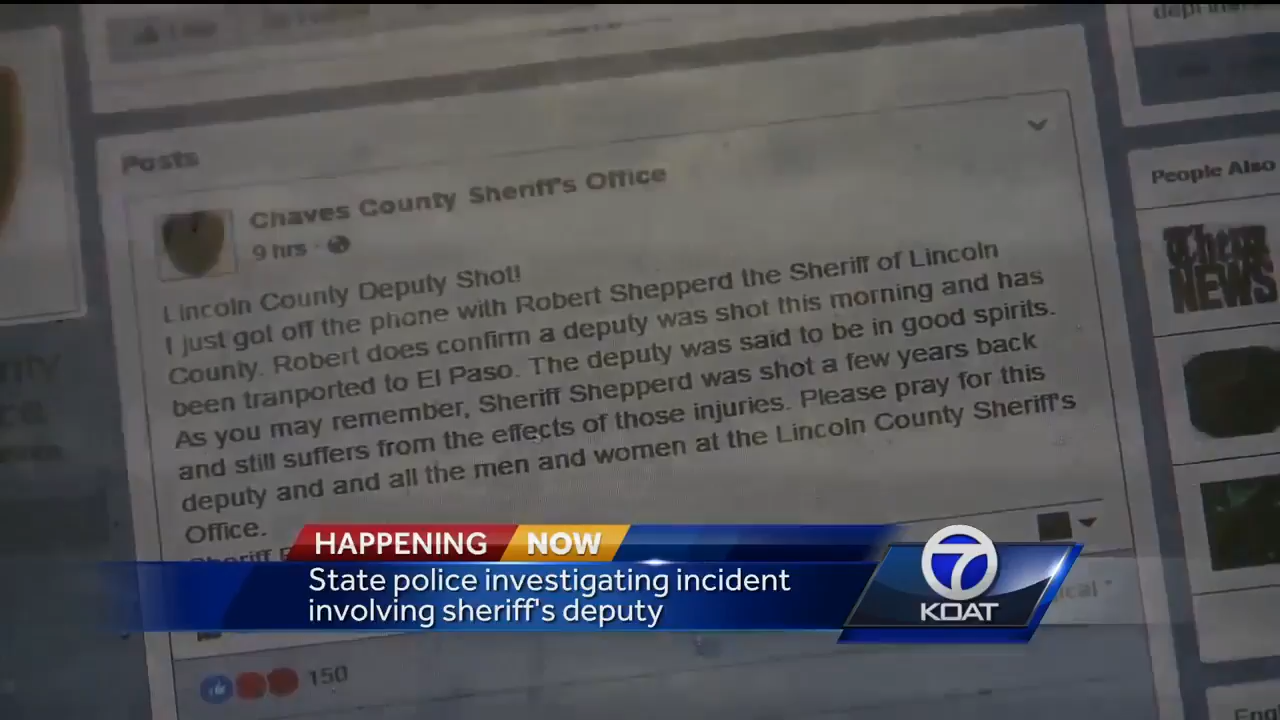 Posts
Chaves County Sheriff's Office
9 hrs
Lincoln County Deputy Shot!
I just got off the phone with Robert Shepperd the Sheriff of Lincoln
County. Robert does confirm a deputy was shot this morning and has
been tranported to El Paso. The deputy was said to be in good spirits.
As you may remember, Sheriff Shepperd was shot a few years back
and still suffers from the effects of those injuries. Please pray for this
deputy and and all the men and women at the Lincoln County Sheriff's
Office.
150
People Also
NEWS
HAPPENING NOW
State police investigating incident
involving sheriff's deputy
7
KOAT